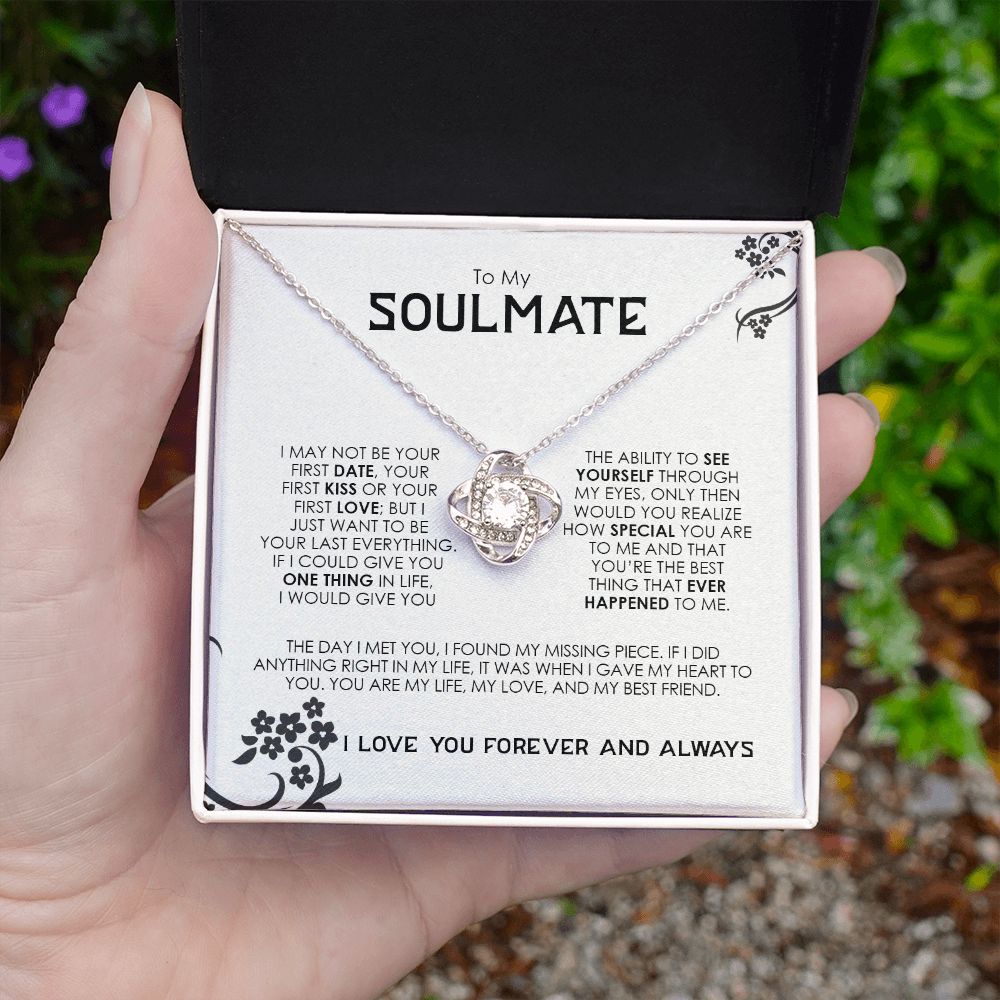 To My
SOULMATE
I MAY NOT BE YOUR
FIRST DATE, YOUR
FIRST KISS OR YOUR
FIRST LOVE; BUT I
JUST WANT TO BE
YOUR LAST EVERYTHING.
IF I COULD GIVE YOU
ONE THING IN LIFE,
I WOULD GIVE YOU
THE ABILITY TO SEE
YOURSELF THROUGH
MY EYES, ONLY THEN
WOULD YOU REALIZE
HOW SPECIAL YOU ARE
TO ME AND THAT
YOU'RE THE BEST
THING THAT EVER
HAPPENED TO ME.
THE DAY I MET YOU, I FOUND MY MISSING PIECE. IF I DID
ANYTHING RIGHT IN MY LIFE, IT WAS WHEN I GAVE MY HEART TO
YOU. YOU ARE MY LIFE, MY LOVE, AND MY BEST FRIEND.
I LOVE YOU FOREVER AND ALWAYS